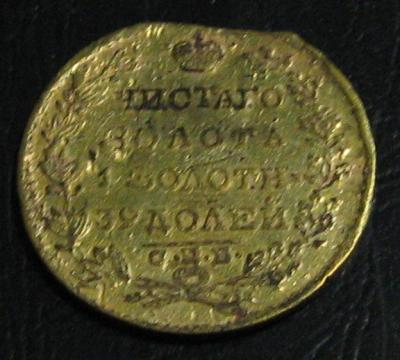 ЧИСТАГО
ЗОЛОТА
1 ЗОЛОТН.
39 ДОЛЕЙ
С.П.Б.